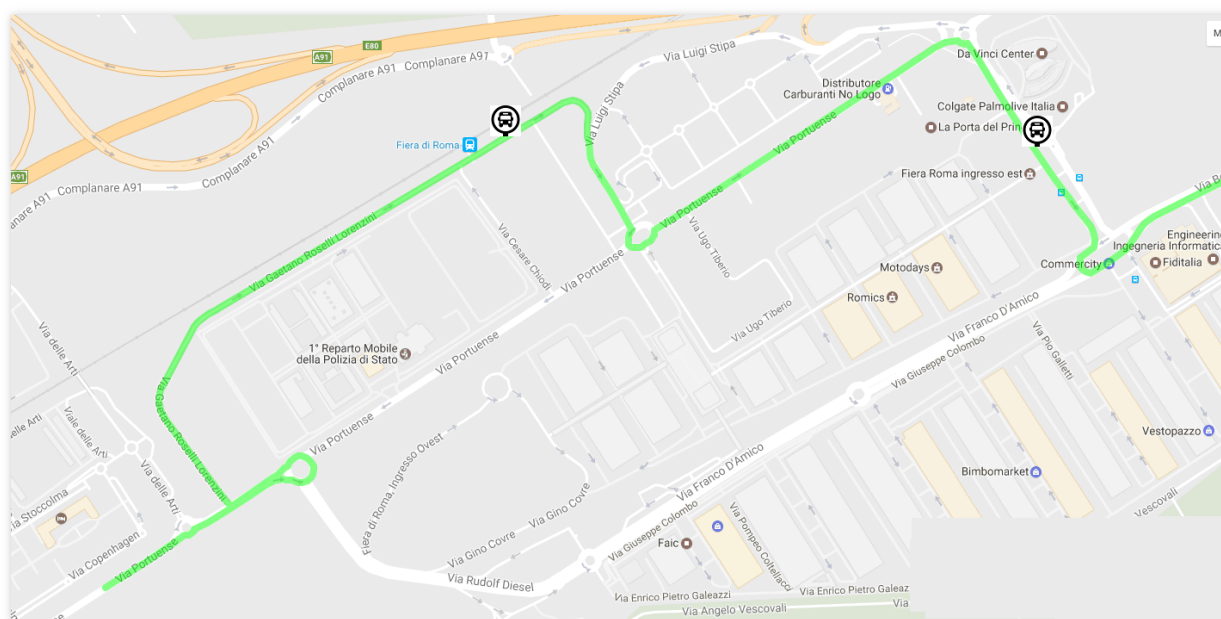 M
E80
A91
Complanare A91
Complanare A91
Via Luigi Stipa
Da Vinci Center
Distributore
Carburanti No Logo
Colgate Palmolive Italia
Via Luigi Stipa
La Porta del Prin
Fiera di Roma
Via Portuense
Complanare A91
A91
Complanare A91
Fiera Roma ingresso est
Via Portuense
Via Gaetano Roselli Lorenzini
Via Cesare Chiodi
Via Ugo Tiberio
Engineering
Ingegneria Informatica
Fiditalia
Commercity
Via Portuense
Motodays
Romics
Via Ugo Tiberio
Via Franco D'Amico
Via Giuseppe Colombo
Via Pio Galletti
Via delle Arti
1° Reparto Mobile
della Polizia di Stato
Via Portuense
Via Gaetano Roselli Lorenzini
Viale delle Arti
delle Arti
Via Portuense
Vestopazzo
Via delle Arti
Fiera di Roma, Ingresso Ovest
Via Franco D'Amico
Bimbomarket
Via Stoccolma
Via Gino Covre
Via Giuseppe Colombo
Vescovali
Via Pompeo Coltellacci
Via Copenhagen
Via Portuense
Via Gino Covre
Faic
Via Rudolf Diesel
Via Enrico Pietro Galeazzi
Via Enrico Pietro Galeaz
Via Angelo Vescovali
Via